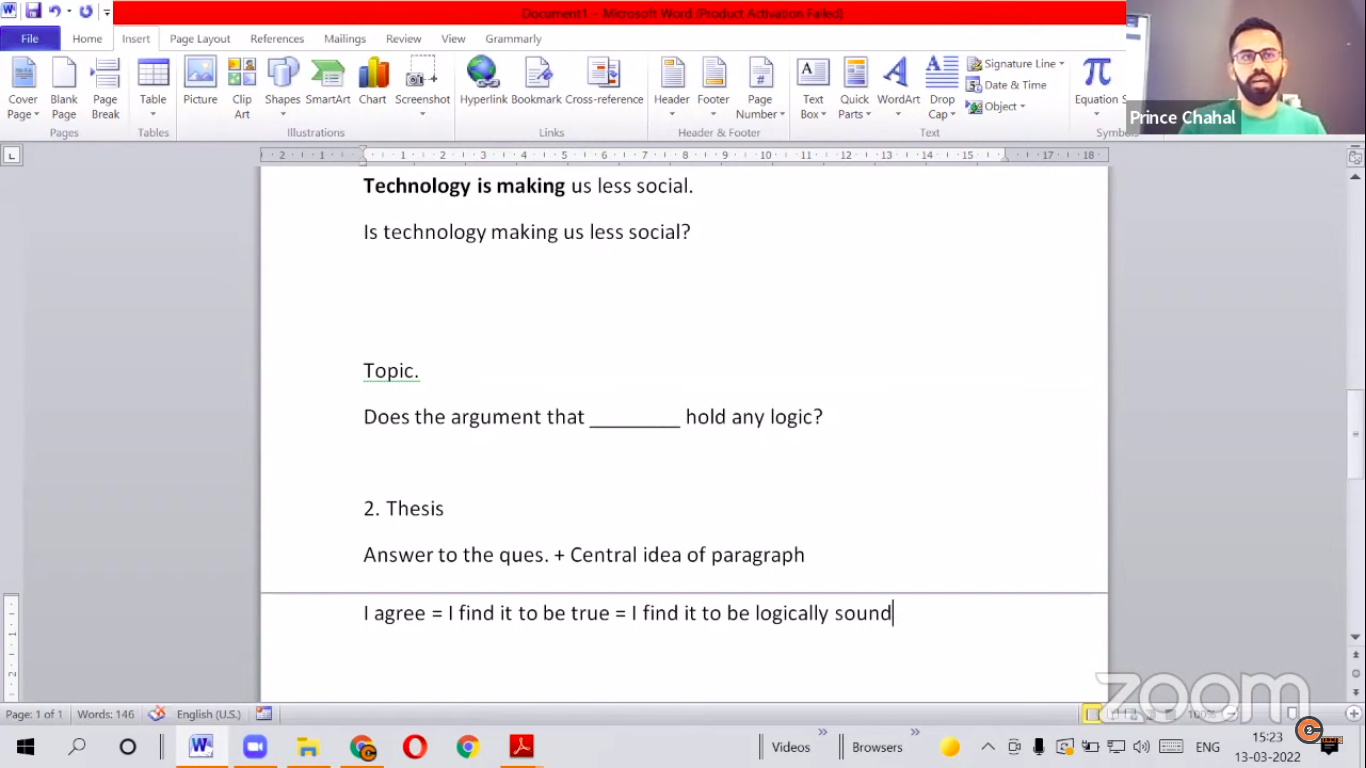 Document1 - Microsoft Word (Product Activation Failed)
File Home Insert Page Layout References Mailings Review View Grammarly
Cover Page Blank Page Page Break Table Picture Clip Art Shapes SmartArt Chart Screenshot Hyperlink Bookmark Cross-reference Header Footer Page Number Text Box Quick Parts WordArt Drop Cap Signature Line Date & Time Object Equation S
Pages Tables Illustrations Links Header & Footer Text Symbols
Prince Chahal
2 1 1 2 3 4 5 6 7 8 9 10 11 12 13 14 15 17 18
Technology is making us less social.
Is technology making us less social?
Topic.
Does the argument that ________ hold any logic?
2. Thesis
Answer to the ques. + Central idea of paragraph
I agree = I find it to be true = I find it to be logically sound
zoom
Page: 1 of 1 Words: 146 English (U.S.) 100%
Videos Browsers ENG 15:23
13-03-2022